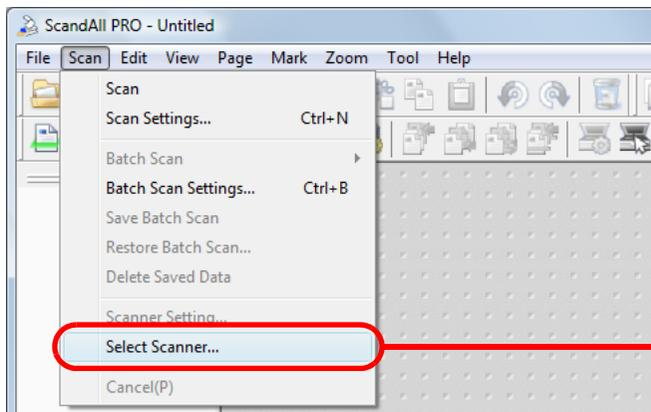 ScandAll PRO - Untitled
File Scan Edit View Page Mark Zoom Tool Help
Scan
Scan Settings... Ctrl+N
Batch Scan
Batch Scan Settings... Ctrl+B
Save Batch Scan
Restore Batch Scan...
Delete Saved Data
Scanner Setting...
Select Scanner...
Cancel(P)